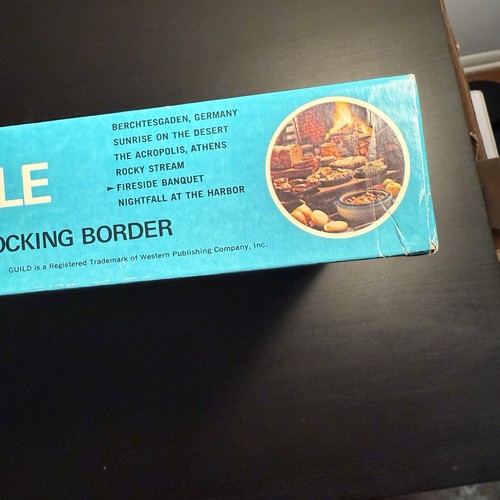 BERCHTESGADEN, GERMANY
SUNRISE ON THE DESERT
THE ACROPOLIS, ATHENS
ROCKY STREAM
►FIRESIDE BANQUET
NIGHTFALL AT THE HARBOR
LE
OCKING BORDER
GUILD is a Registered Trademark of Western Publishing Company, Inc.